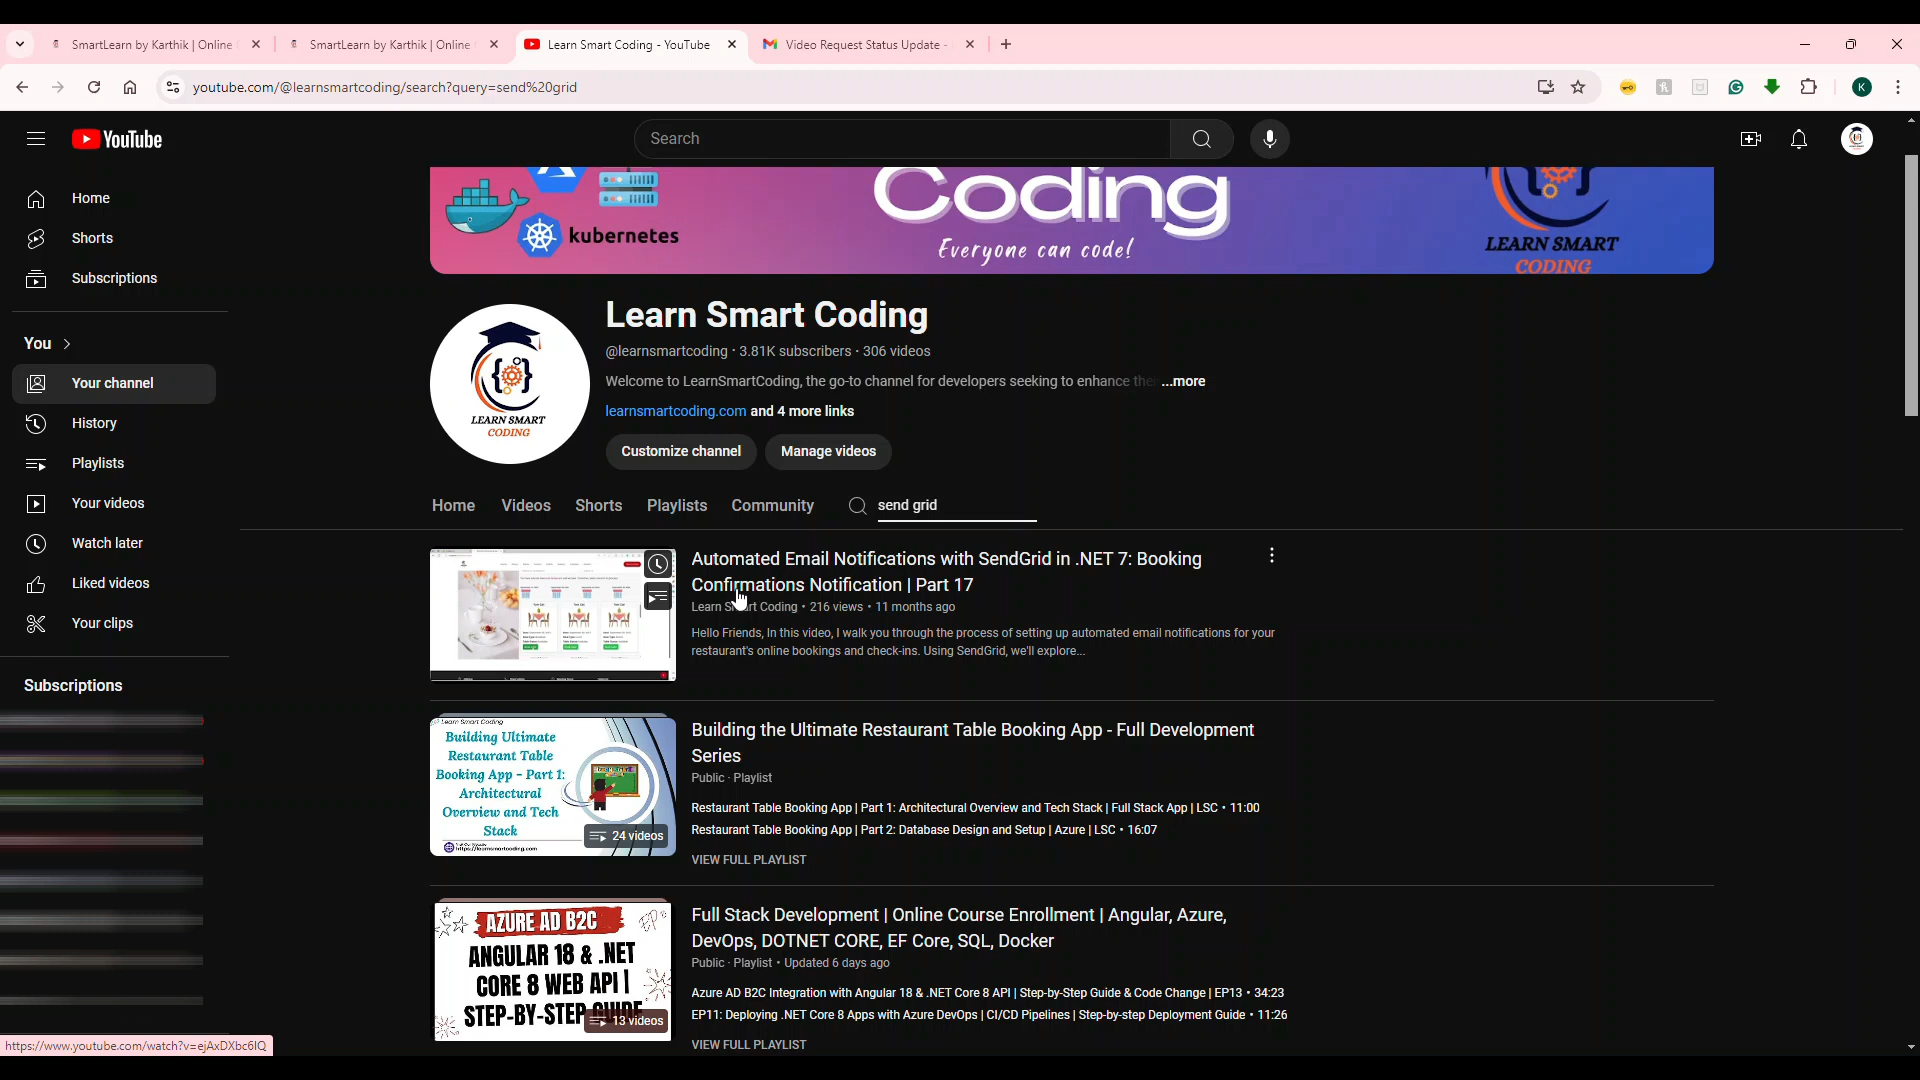 SmartLearn by Karthik | Online
SmartLearn by Karthik | Online
Learn Smart Coding - YouTube
Video Request Status Update -
youtube.com/@learnsmartcoding/search?query=send%20grid
K
YouTube
Search
Home
Shorts
Subscriptions
You
Your channel
History
Playlists
Your videos
Watch later
Liked videos
Your clips
Subscriptions
kubernetes
Coding
Everyone can code!
LEARN SMART
CODING
LEARN SMART
CODING
Learn Smart Coding
@learnsmartcoding · 3.81K subscribers · 306 videos
Welcome to LearnSmartCoding, the go-to channel for developers seeking to enhance the ...more
learnsmartcoding.com and 4 more links
Customize channel
Manage videos
Home
Videos
Shorts
Playlists
Community
send grid
Automated Email Notifications with SendGrid in .NET 7: Booking
Confirmations Notification | Part 17
Learn Smart Coding • 216 views • 11 months ago
Hello Friends, In this video, I walk you through the process of setting up automated email notifications for your
restaurant's online bookings and check-ins. Using SendGrid, we'll explore...
Learn Smart Coding
Building Ultimate
Restaurant Table
Booking App - Part 1:
Architectural
Overview and Tech
Stack
https://learnsmartcoding.com
24 videos
Building the Ultimate Restaurant Table Booking App - Full Development
Series
Public · Playlist
Restaurant Table Booking App | Part 1: Architectural Overview and Tech Stack | Full Stack App | LSC · 11:00
Restaurant Table Booking App | Part 2: Database Design and Setup | Azure | LSC · 16:07
VIEW FULL PLAYLIST
AZURE AD B2C
ANGULAR 18 & .NET
CORE 8 WEB API |
STEP-BY-STEP GUIDE
13 videos
Full Stack Development | Online Course Enrollment | Angular, Azure,
DevOps, DOTNET CORE, EF Core, SQL, Docker
Public · Playlist • Updated 6 days ago
Azure AD B2C Integration with Angular 18 & .NET Core 8 API | Step-by-Step Guide & Code Change | EP13 · 34:23
EP11: Deploying .NET Core 8 Apps with Azure DevOps | CI/CD Pipelines | Step-by-step Deployment Guide · 11:26
VIEW FULL PLAYLIST
https://www.youtube.com/watch?v=ejAxDXbc6IQ